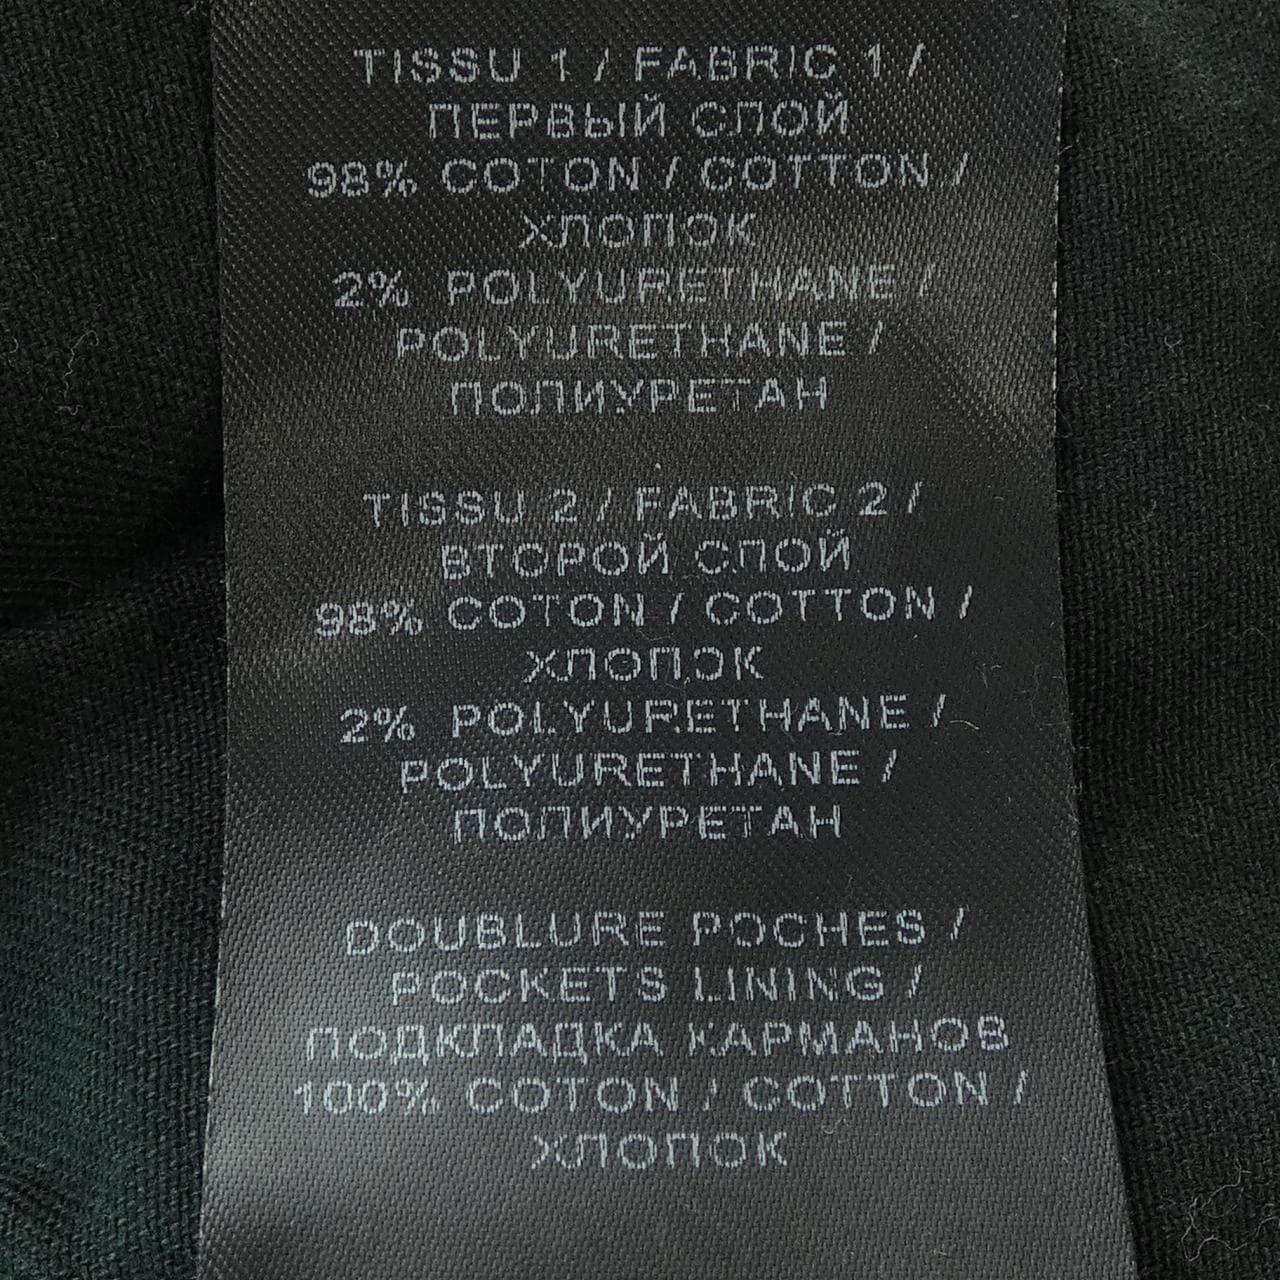 TISSU 1 / FABRIC 1 /
ПЕРВЫЙ СЛОЙ
98% COTON / COTTON /
ХЛОПОК
2% POLYURETHANE /
POLYURETHANE /
ПОЛИУРЕТАН
TISSU 2 / FABRIC 2 /
ВТОРОЙ СЛОЙ
98% COTON / COTTON /
ХЛОПОК
2% POLYURETHANE /
POLYURETHANE /
ПОЛИУРЕТАН
DOUBLURE POCHES /
POCKETS LINING /
ПОДКЛАДКА КАРМАНОВ
100% COTON / COTTON /
ХЛОПОК